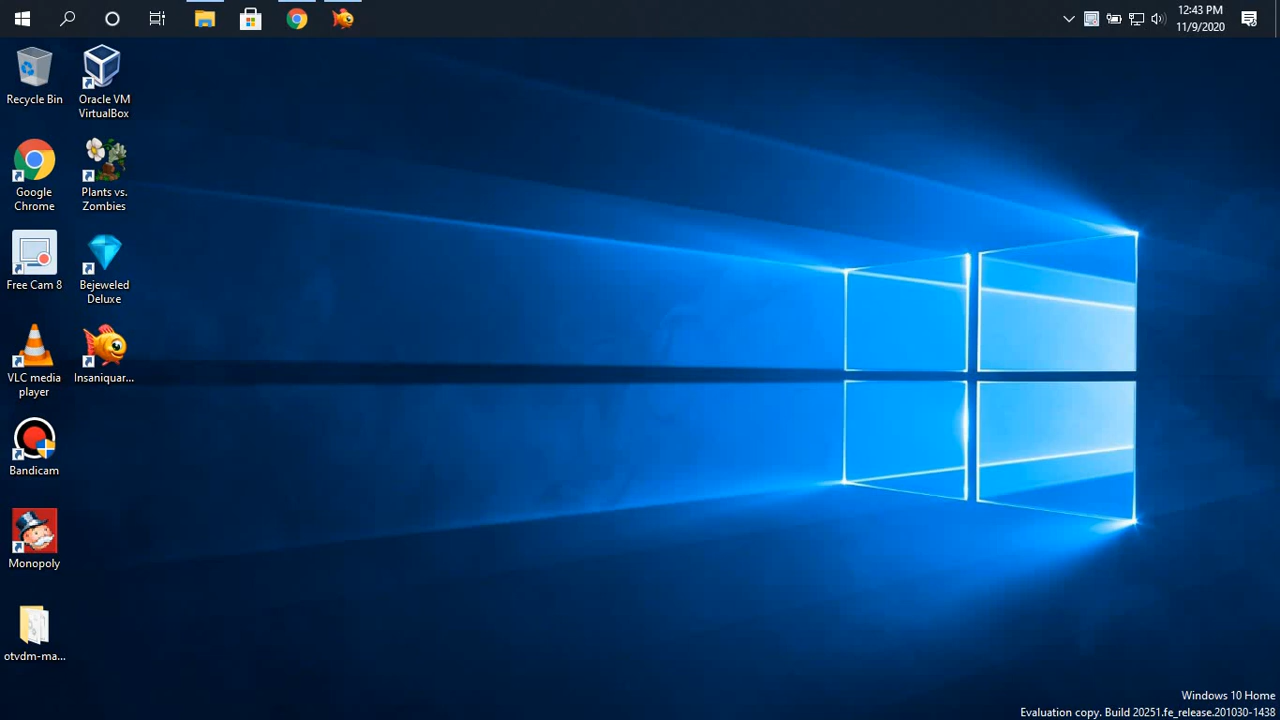 12:43 PM
11/9/2020
Recycle Bin
Oracle VM
VirtualBox
Google
Chrome
Plants vs.
Zombies
Free Cam 8
Bejeweled
Deluxe
VLC media
player
Insaniquar...
Bandicam
Monopoly
otvdm-ma...
Windows 10 Home
Evaluation copy. Build 20251.fe_release.201030-1438